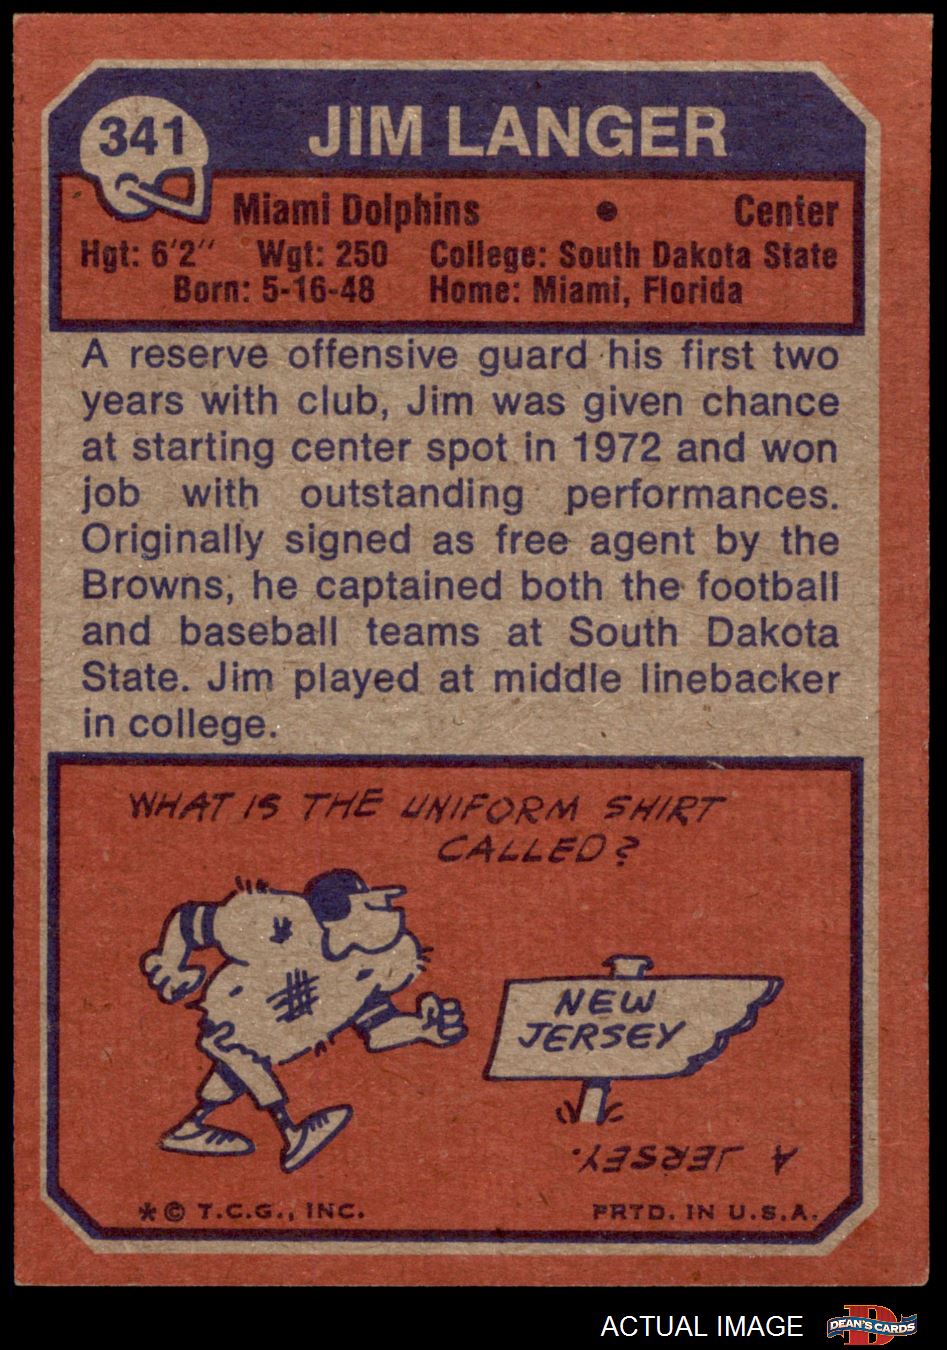 341
JIM LANGER
Miami Dolphins • Center
Hgt: 6'2" Wgt: 250 College: South Dakota State
Born: 5-16-48 Home: Miami, Florida
A reserve offensive guard his first two
years with club, Jim was given chance
at starting center spot in 1972 and won
job with outstanding performances.
Originally signed as free agent by the
Browns, he captained both the football
and baseball teams at South Dakota
State. Jim played at middle linebacker
in college.
WHAT IS THE UNIFORM SHIRT
CALLED?
NEW
JERSEY
A JERSEY.
*© T.C.G., INC. PRTD. IN U.S.A.
ACTUAL IMAGE
D
DEAN'S CARDS